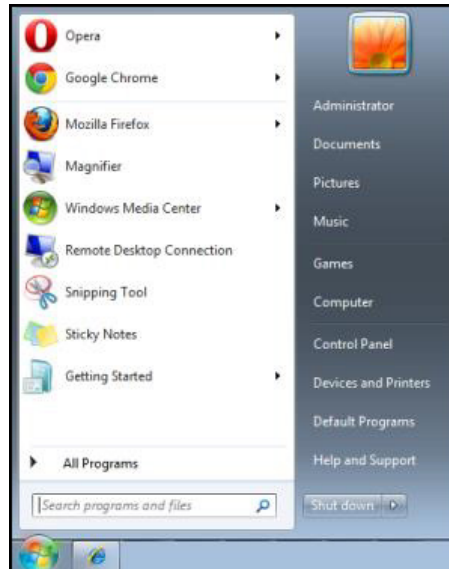 Opera
Google Chrome
Mozilla Firefox
Magnifier
Windows Media Center
Remote Desktop Connection
Snipping Tool
Sticky Notes
Getting Started
All Programs
Search programs and files
Administrator
Documents
Pictures
Music
Games
Computer
Control Panel
Devices and Printers
Default Programs
Help and Support
Shut down